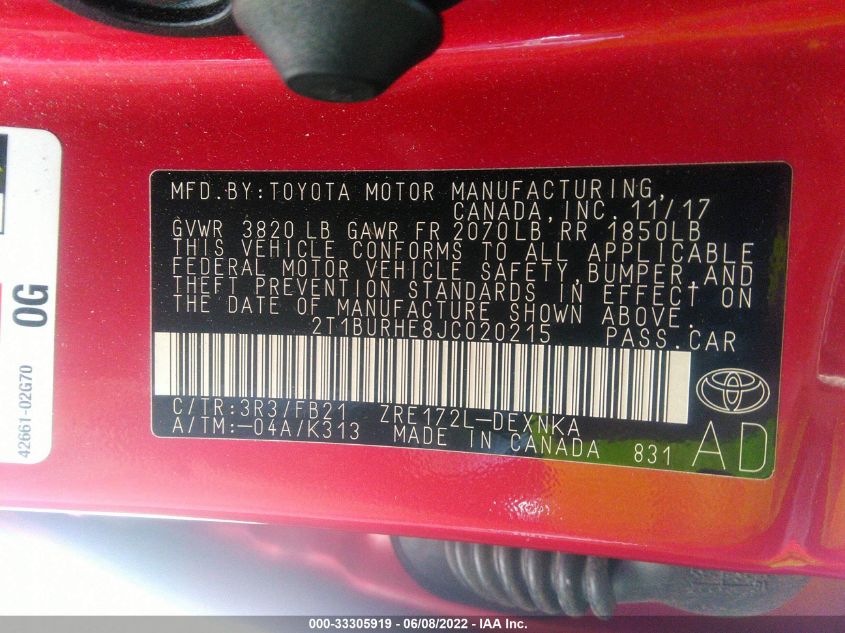 MFD.BY:TOYOTA MOTOR MANUFACTURING,
CANADA,INC. 11/17
GVWR 3820 LB GAWR FR 2070LB RR 1850LB
THIS VEHICLE CONFORMS TO ALL APPLICABLE
FEDERAL MOTOR VEHICLE SAFETY,BUMPER,AND
THEFT PREVENTION STANDARDS IN EFFECT ON
THE DATE OF MANUFACTURE SHOWN ABOVE.
2T1BURHE8JC020215 PASS.CAR
C/TR:3R3/FB21 ZRE172L-DEXNKA
A/TM:-04A/K313 MADE IN CANADA 831
AD
0G
42661-02G70
000-33305919 - 06/08/2022 - IAA Inc.